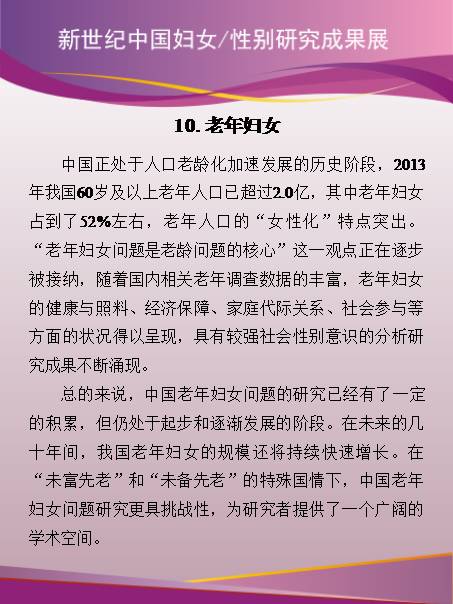 新世纪中国妇女/性别研究成果展
10. 老年妇女
中国正处于人口老龄化加速发展的历史阶段，2013
年我国60岁及以上老年人口已超过2.0亿，其中老年妇女
占到了52%左右，老年人口的“女性化”特点突出。
“老年妇女问题是老龄问题的核心”这一观点正在逐步
被接纳，随着国内相关老年调查数据的丰富，老年妇女
的健康与照料、经济保障、家庭代际关系、社会参与等
方面的状况得以呈现，具有较强社会性别意识的分析研
究成果不断涌现。
总的来说，中国老年妇女问题的研究已经有了一定
的积累，但仍处于起步和逐渐发展的阶段。在未来的几
十年间，我国老年妇女的规模还将持续快速增长。在
“未富先老”和“未备先老”的特殊国情下，中国老年
妇女问题研究更具挑战性，为研究者提供了一个广阔的
学术空间。